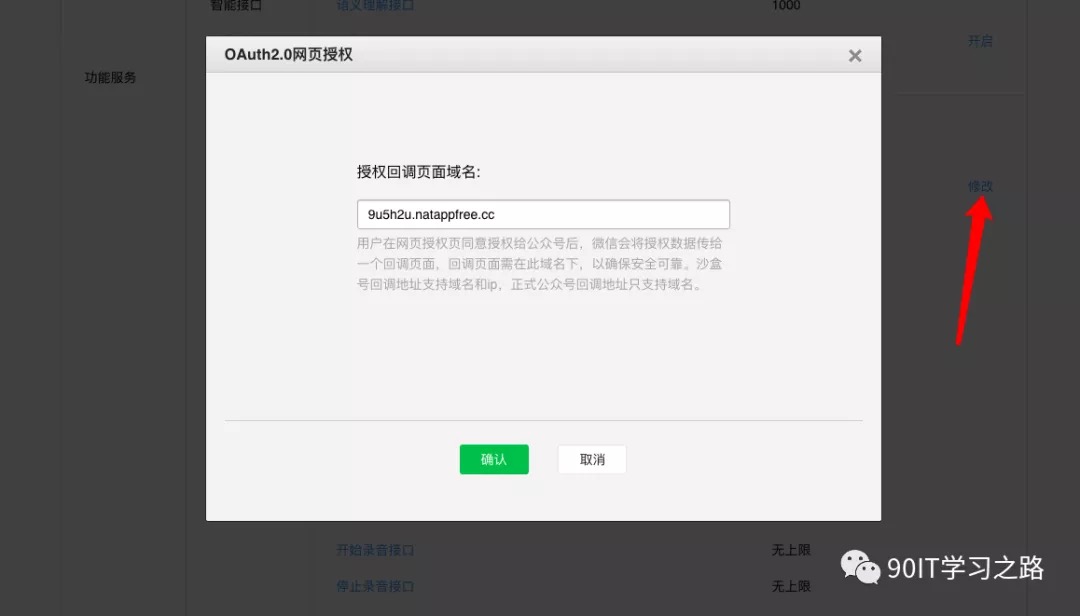 智能接口
语义理解接口
1000
开启
功能服务
OAuth2.0网页授权
授权回调页面域名:
9u5h2u.natappfree.cc
用户在网页授权页同意授权给公众号后，微信会将授权数据传给
一个回调页面，回调页面需在此域名下，以确保安全可靠。沙盒
号回调地址支持域名和ip，正式公众号回调地址只支持域名。
修改
确认
取消
开始录音接口
无上限
停止录音接口
无上限
90IT学习之路